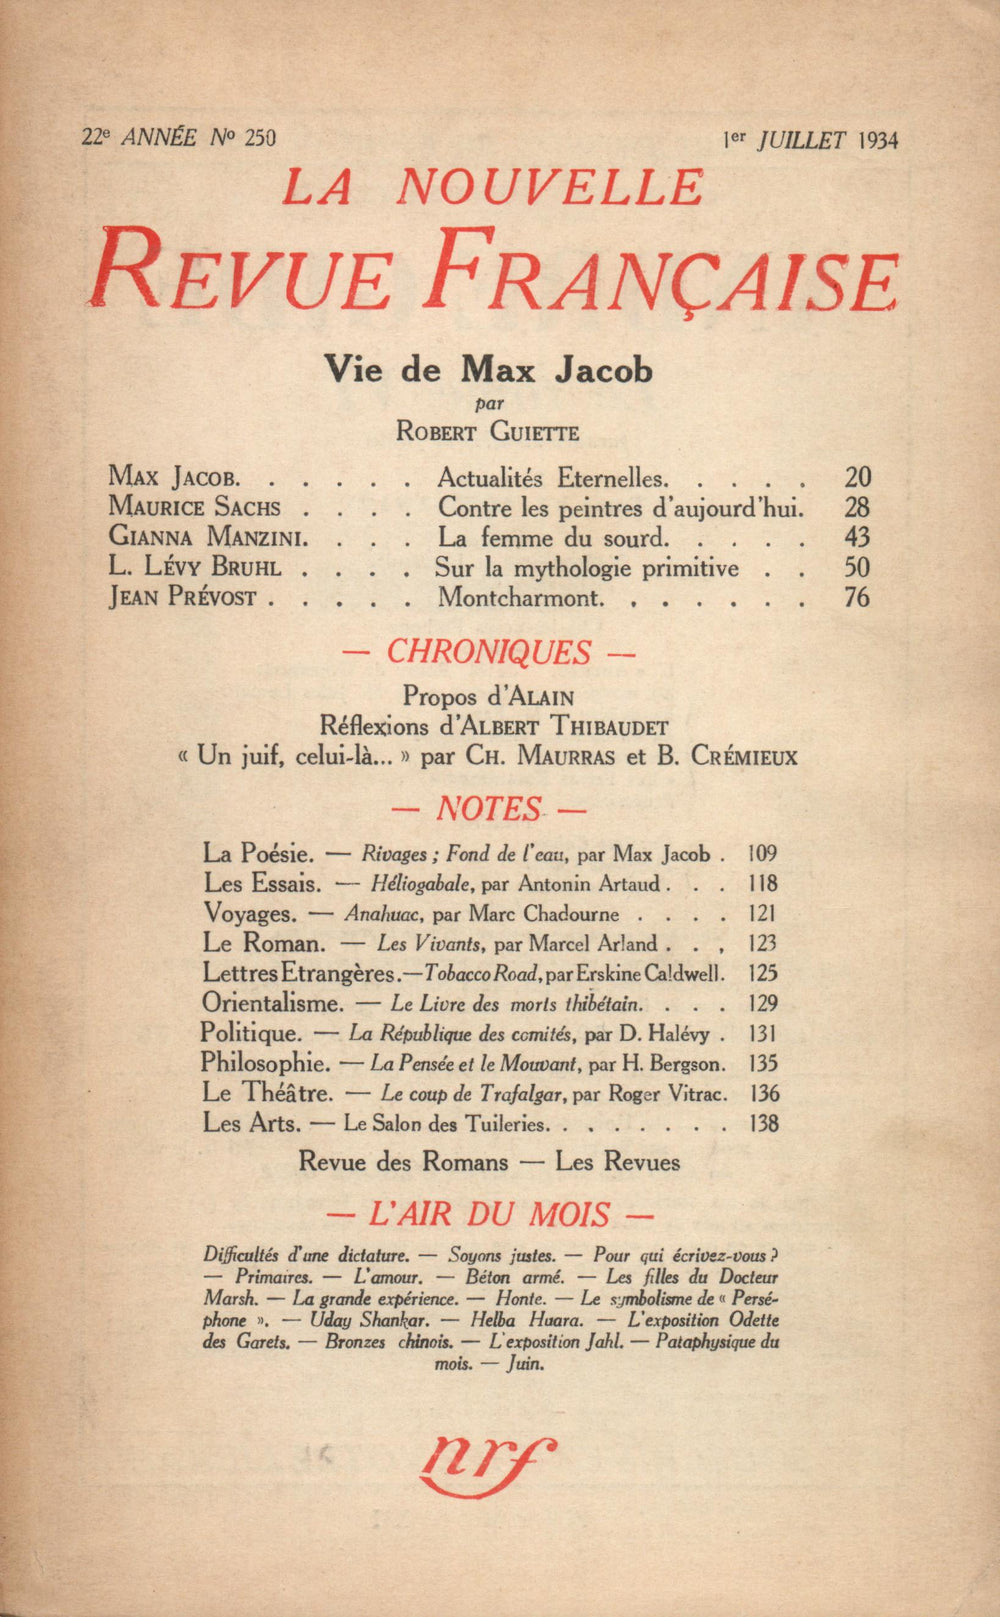 22e ANNÉE No 250
1er JUILLET 1934
LA NOUVELLE
REVUE FRANÇAISE
Vie de Max Jacob
par
ROBERT GUIETTE
MAX JACOB. . . . . . Actualités Eternelles. . . . . . 20
MAURICE SACHS . . . . Contre les peintres d'aujourd'hui. 28
GIANNA MANZINI. . . . La femme du sourd. . . . . . 43
L. LÉVY BRUHL . . . . Sur la mythologie primitive . . 50
JEAN PRÉVOST . . . . . Montcharmont. . . . . . . . 76
— CHRONIQUES —
Propos d'ALAIN
Réflexions d'ALBERT THIBAUDET
« Un juif, celui-là... » par CH. MAURRAS et B. CRÉMIEUX
— NOTES —
La Poésie. — Rivages ; Fond de l'eau, par Max Jacob . 109
Les Essais. — Héliogabale, par Antonin Artaud . . . 118
Voyages. — Anahuac, par Marc Chadourne . . . . 121
Le Roman. — Les Vivants, par Marcel Arland . . , 123
Lettres Etrangères. — Tobacco Road, par Erskine Caldwell. 125
Orientalisme. — Le Livre des morts thibétain. . . . . 129
Politique. — La République des comités, par D. Halévy . 131
Philosophie. — La Pensée et le Mouvant, par H. Bergson. 135
Le Théâtre. — Le coup de Trafalgar, par Roger Vitrac. 136
Les Arts. — Le Salon des Tuileries. . . . . . . . 138
Revue des Romans — Les Revues
— L'AIR DU MOIS —
Difficultés d'une dictature. — Soyons justes. — Pour qui écrivez-vous ?
— Primaires. — L'amour. — Béton armé. — Les filles du Docteur
Marsh. — La grande expérience. — Honte. — Le symbolisme de « Persé-
phone ». — Uday Shankar. — Helba Huara. — L'exposition Odette
des Garets. — Bronzes chinois. — L'exposition Jahl. — Pataphysique du
mois. — Juin.
nrf